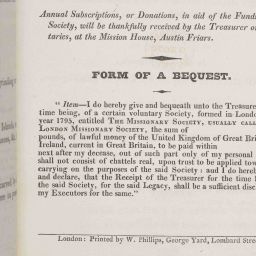 Annual Subscriptions, or Donations, in aid of the Fund
Society, will be thankfully received by the Treasurer or
taries, at the Mission House, Austin Friars.
FORM OF A BEQUEST.
" Item—I do hereby give and bequeath unto the Treasure
time being, of a certain voluntary Society, formed in Londo
year 1795, entitled THE MISSIONARY SOCIETY, USUALLY CALL
LONDON MISSIONARY SOCIETY, the sum of
pounds, of lawful money of the United Kingdom of Great Bri
Ireland, current in Great Britain, to be paid within
next after my decease, out of such part only of my personal
shall not consist of chattels real, upon trust to be applied tow
carrying on the purposes of the said Society: and I do hereb
and declare, that the Receipt of the Treasurer for the time b
the said Society, for the said Legacy, shall be a sufficient disc
my Executors for the same."
London: Printed by W. Phillips, George Yard, Lombard Stree